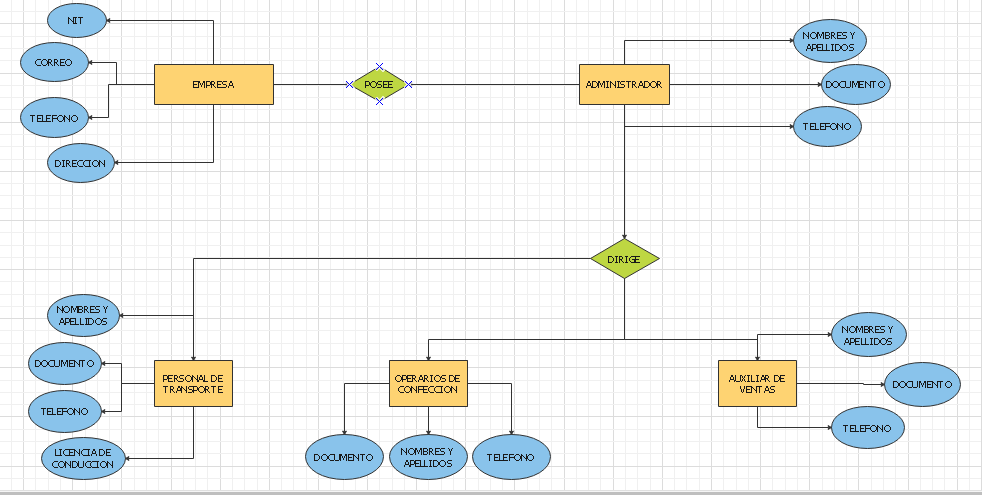 NIT
CORREO
TELEFONO
DIRECCION
EMPRESA
POSEE
ADMINISTRADOR
NOMBRES Y
APELLIDOS
DOCUMENTO
TELEFONO
DIRIGE
NOMBRES Y
APELLIDOS
DOCUMENTO
TELEFONO
LICENCIA DE
CONDUCCION
PERSONAL DE
TRANSPORTE
OPERARIOS DE
CONFECCION
DOCUMENTO
NOMBRES Y
APELLIDOS
TELEFONO
AUXILIAR DE
VENTAS
NOMBRES Y
APELLIDOS
DOCUMENTO
TELEFONO